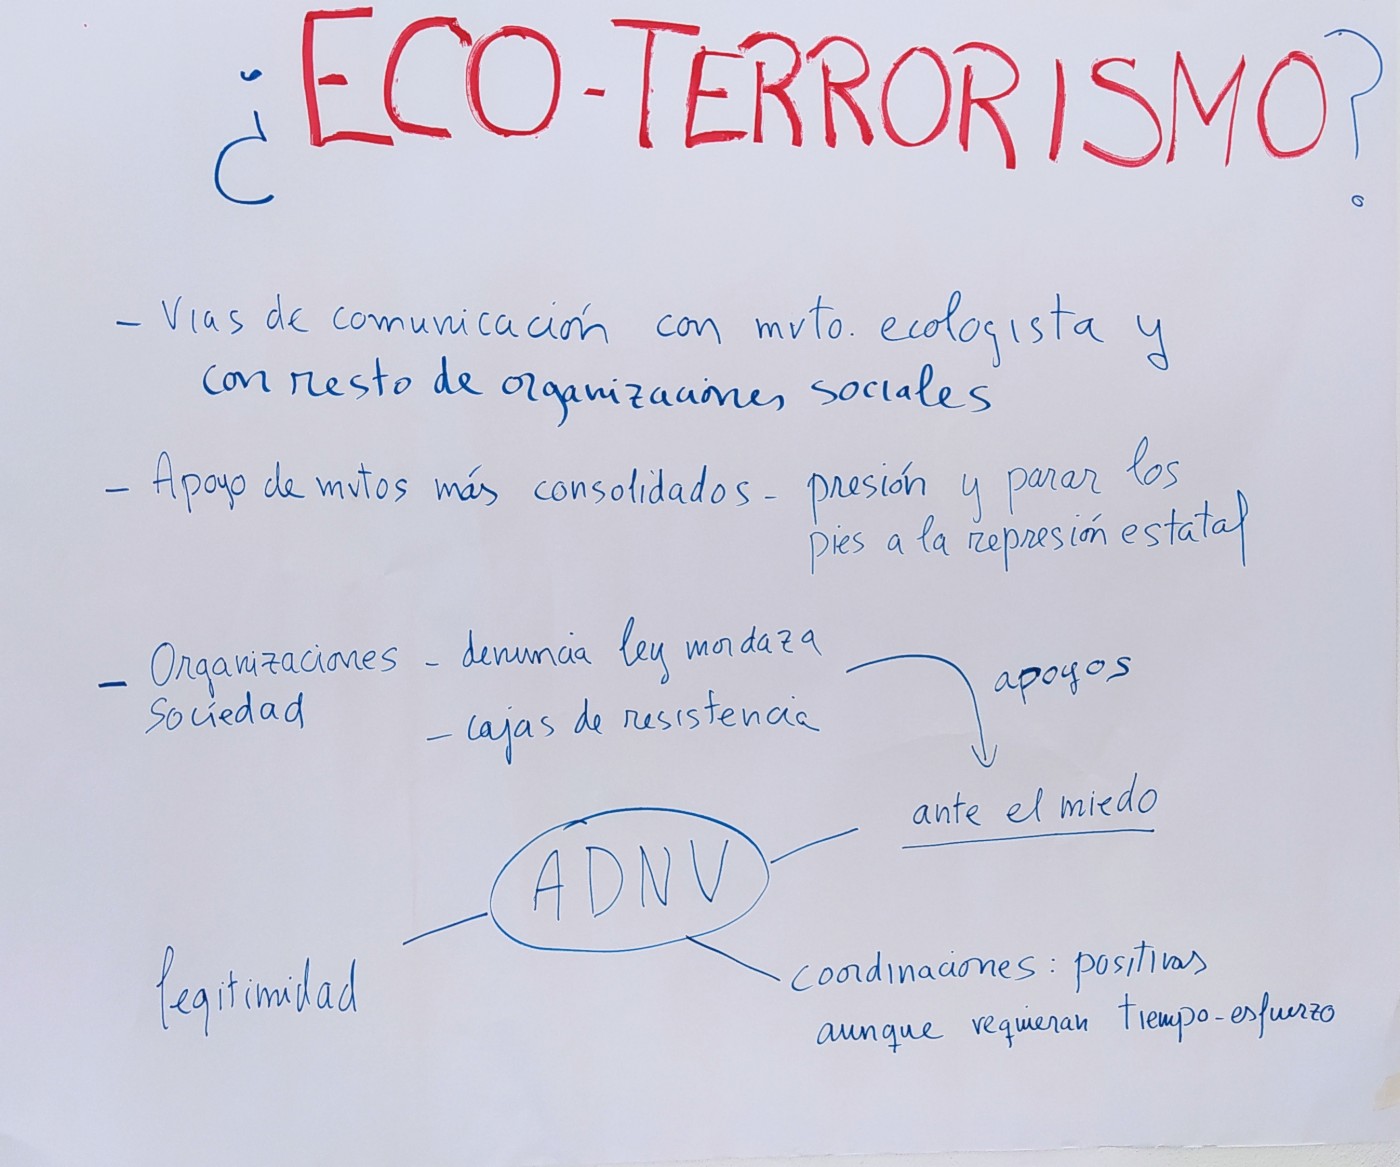 ¿ECO-TERRORISMO?
- Vias de comunicación con mvto. ecologista y
con resto de organizaciones sociales
- Apoyo de mvtos más consolidados - presión y parar los
pies a la represión estatal
- Organizaciones - denuncia ley mordaza
sociedad
- cajas de resistencia
apoyos
ante el miedo
ADNV
legitimidad
coordinaciones: positivas
aunque requieran tiempo-esfuerzo